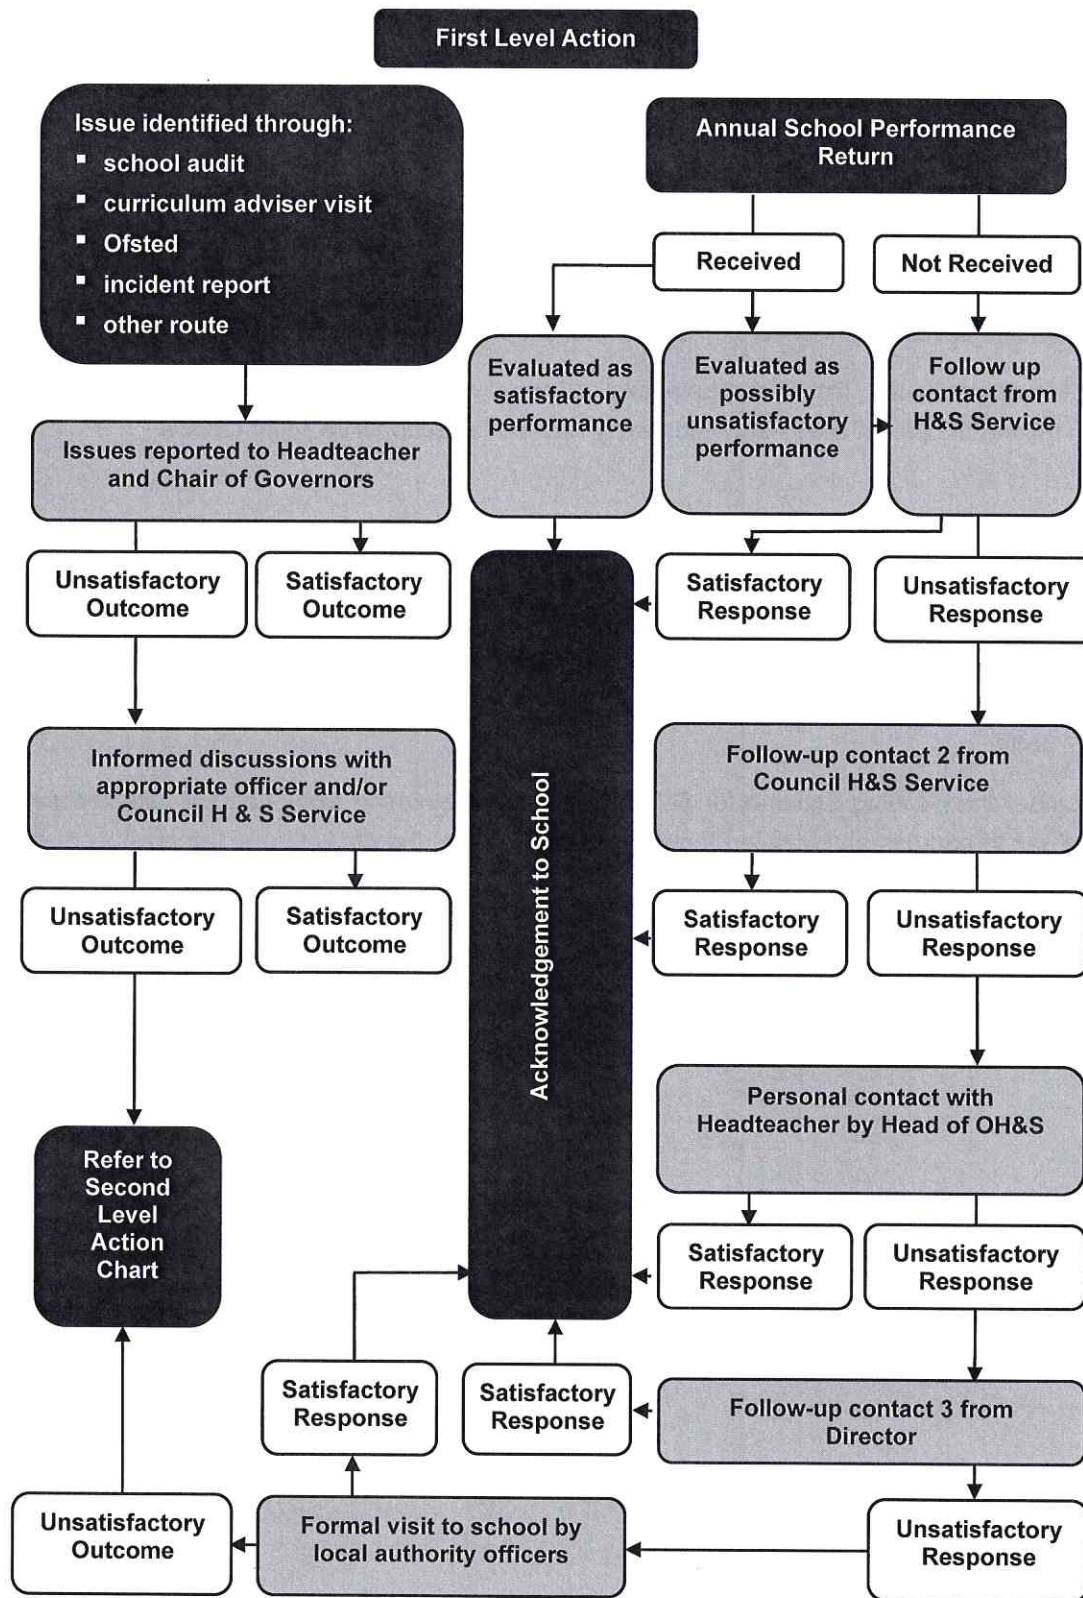 First Level Action
Issue identified through:
▪ school audit
▪ curriculum adviser visit
▪ Ofsted
▪ incident report
▪ other route
Annual School Performance
Return
Received
Not Received
Evaluated as
satisfactory
performance
Evaluated as
possibly
unsatisfactory
performance
Follow up
contact from
H&S Service
Issues reported to Headteacher
and Chair of Governors
Unsatisfactory
Outcome
Satisfactory
Outcome
Satisfactory
Response
Unsatisfactory
Response
Informed discussions with
appropriate officer and/or
Council H & S Service
Acknowledgement to School
Follow-up contact 2 from
Council H&S Service
Unsatisfactory
Outcome
Satisfactory
Outcome
Satisfactory
Response
Unsatisfactory
Response
Personal contact with
Headteacher by Head of OH&S
Refer to
Second
Level
Action
Chart
Satisfactory
Response
Unsatisfactory
Response
Satisfactory
Response
Satisfactory
Response
Follow-up contact 3 from
Director
Unsatisfactory
Outcome
Formal visit to school by
local authority officers
Unsatisfactory
Response